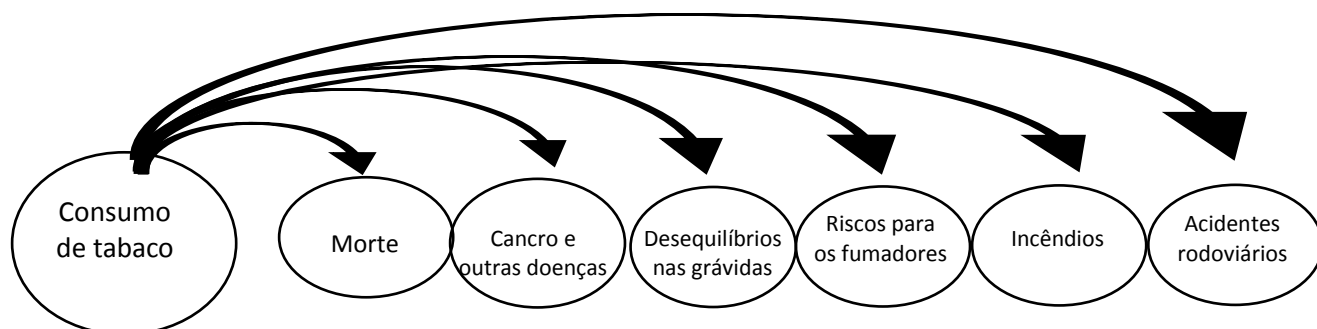 Consumo
de tabaco
Morte
Cancro e
outras doenças
Desequilíbrios
nas grávidas
Riscos para
os fumadores
Incêndios
Acidentes
rodoviários